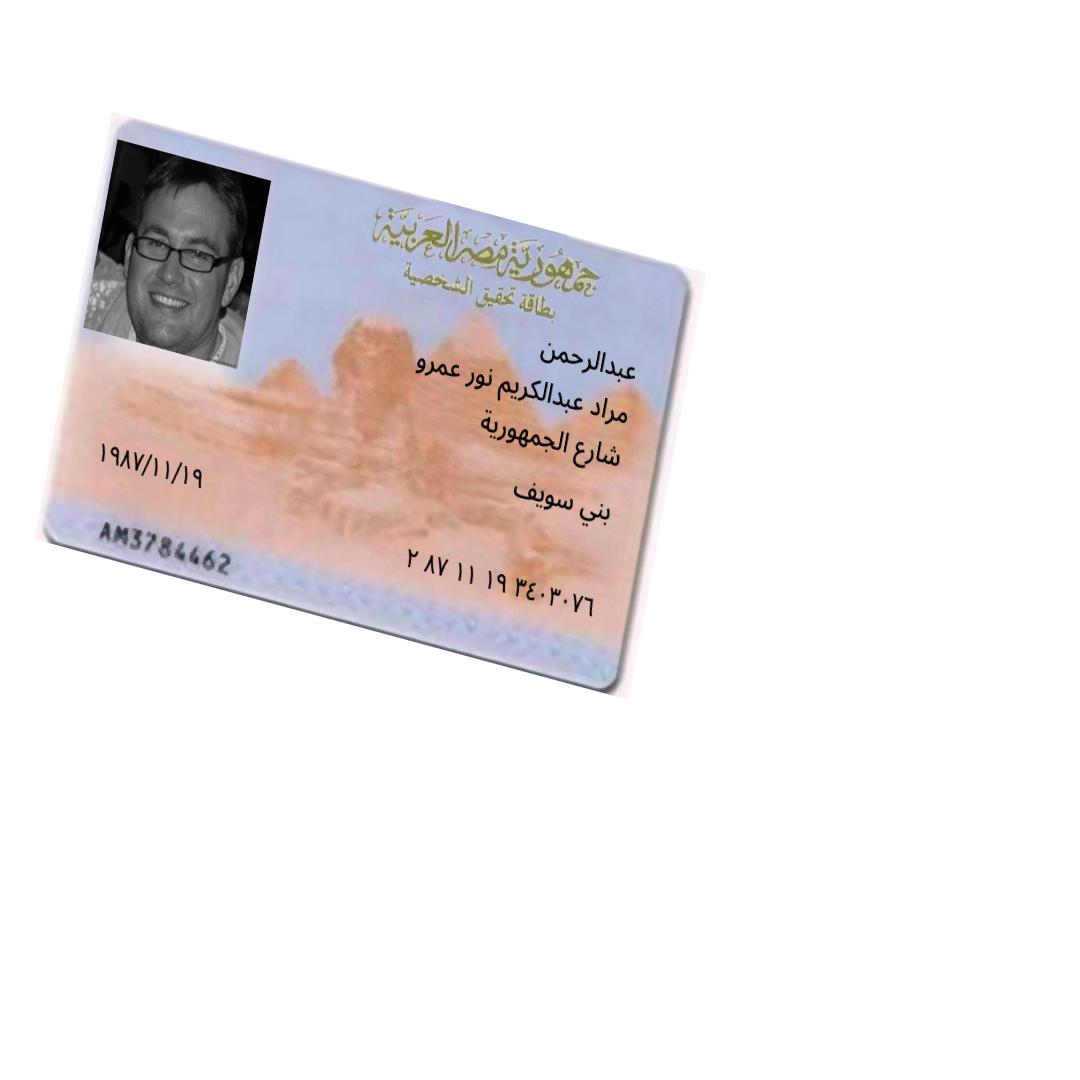 جمهورية مصر العربية
بطاقة تحقيق الشخصية
عبدالرحمن
مراد عبدالكريم نور عمرو
شارع الجمهورية
بني سويف
١٩٨٧/١١/١٩
٢ ٨٧ ١١ ١٩ ٣٤٠٣٠٧٦
AM3784462